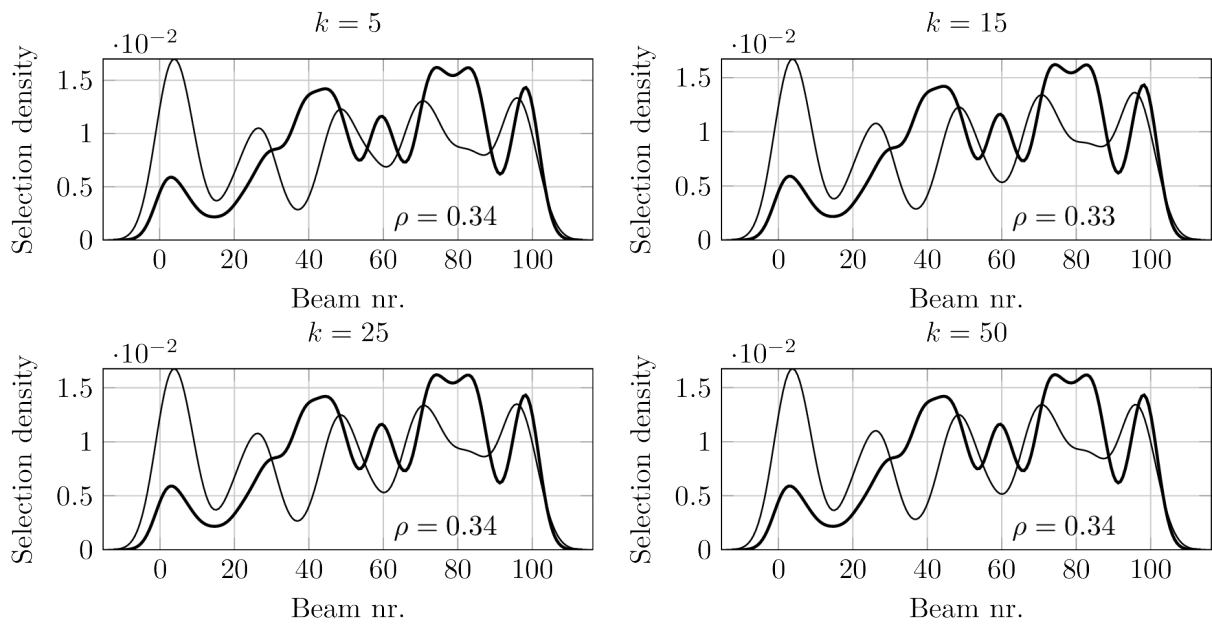 k = 5
·10⁻²
Selection density
1.5
1
0.5
0
ρ = 0.34
0 20 40 60 80 100
Beam nr.
k = 15
·10⁻²
Selection density
1.5
1
0.5
0
ρ = 0.33
0 20 40 60 80 100
Beam nr.
k = 25
·10⁻²
Selection density
1.5
1
0.5
0
ρ = 0.34
0 20 40 60 80 100
Beam nr.
k = 50
·10⁻²
Selection density
1.5
1
0.5
0
ρ = 0.34
0 20 40 60 80 100
Beam nr.